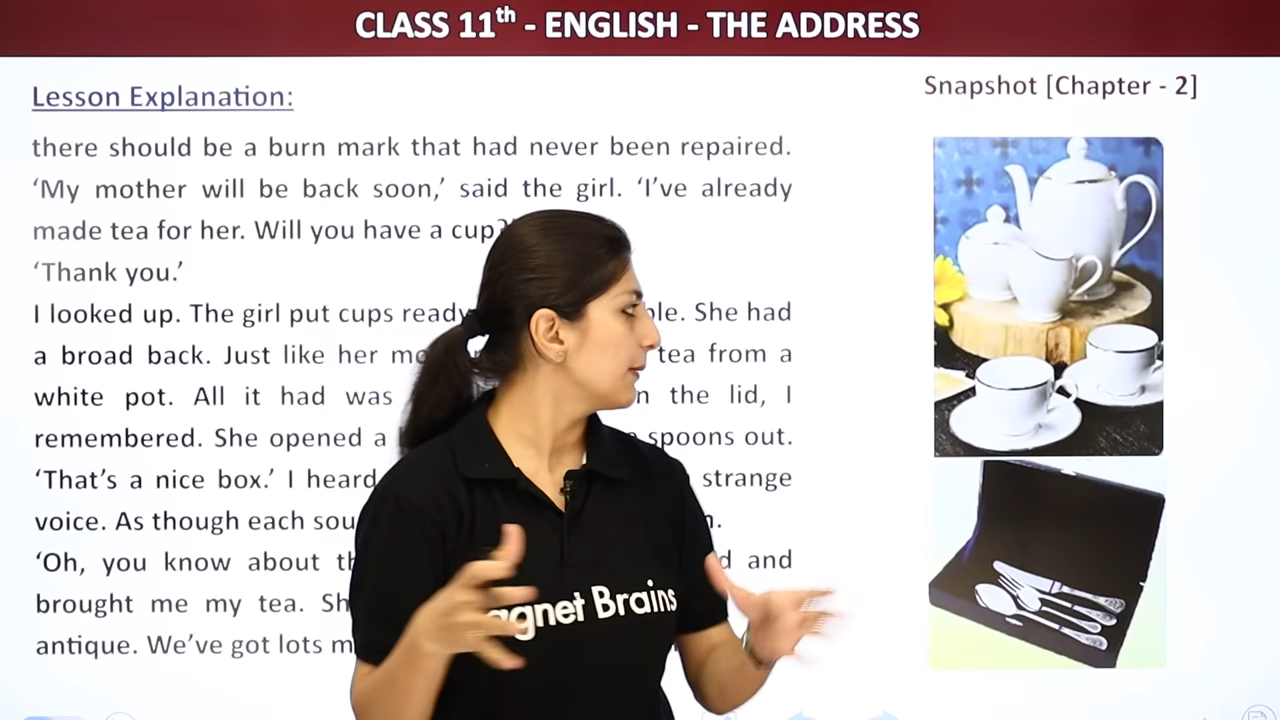 CLASS 11th - ENGLISH - THE ADDRESS
Lesson Explanation:
Snapshot [Chapter - 2]
there should be a burn mark that had never been repaired.
‘My mother will be back soon,’ said the girl. ‘I’ve already
made tea for her. Will you have a cup?
‘Thank you.’
I looked up. The girl put cups ready She had
a broad back. Just like her tea from a
white pot. All it had was the lid, I
remembered. She opened a spoons out.
‘That’s a nice box.’ I heard strange
voice. As though each
‘Oh, you know about and
brought me my tea.
antique. We’ve got lots
agnet Brains